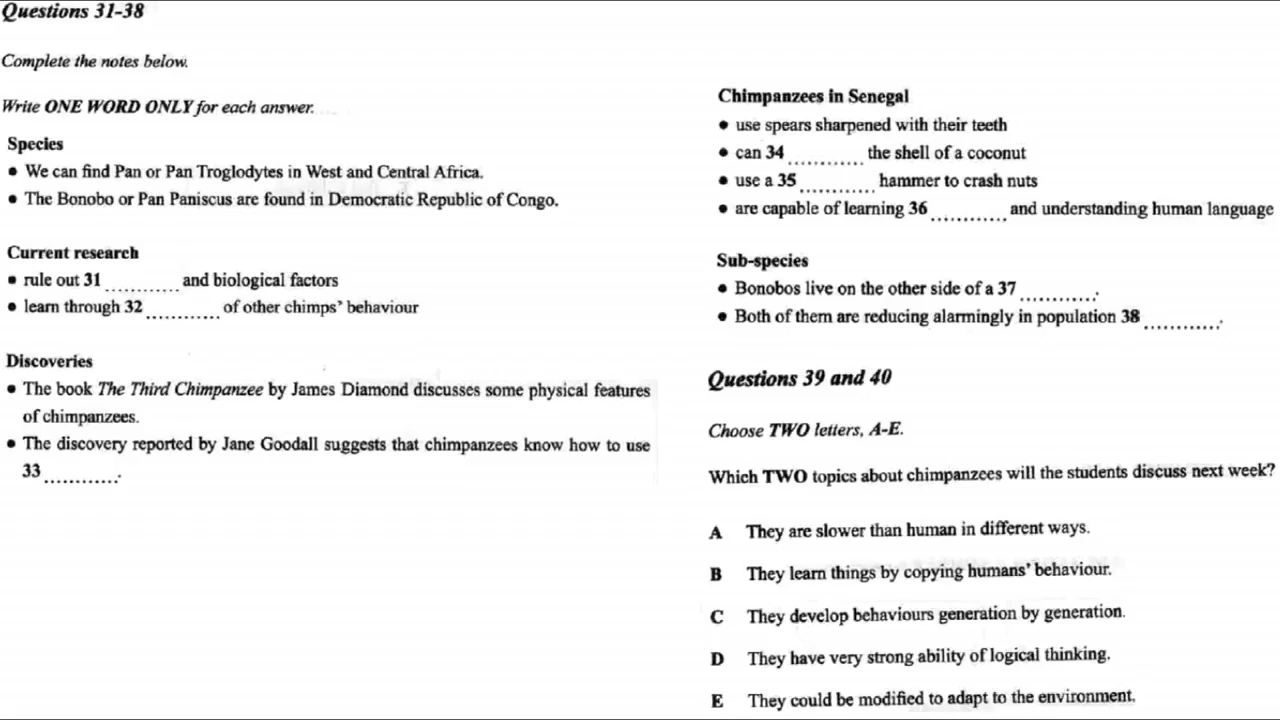 Questions 31-38
Complete the notes below.
Write ONE WORD ONLY for each answer.
Species
• We can find Pan or Pan Troglodytes in West and Central Africa.
• The Bonobo or Pan Paniscus are found in Democratic Republic of Congo.
Current research
• rule out 31 ............ and biological factors
• learn through 32 ............ of other chimps' behaviour
Discoveries
• The book The Third Chimpanzee by James Diamond discusses some physical features
of chimpanzees.
• The discovery reported by Jane Goodall suggests that chimpanzees know how to use
33 .............
Chimpanzees in Senegal
• use spears sharpened with their teeth
• can 34 ............ the shell of a coconut
• use a 35 ............ hammer to crash nuts
• are capable of learning 36 ............ and understanding human language
Sub-species
• Bonobos live on the other side of a 37 .............
• Both of them are reducing alarmingly in population 38 .............
Questions 39 and 40
Choose TWO letters, A-E.
Which TWO topics about chimpanzees will the students discuss next week?
A They are slower than human in different ways.
B They learn things by copying humans' behaviour.
C They develop behaviours generation by generation.
D They have very strong ability of logical thinking.
E They could be modified to adapt to the environment.